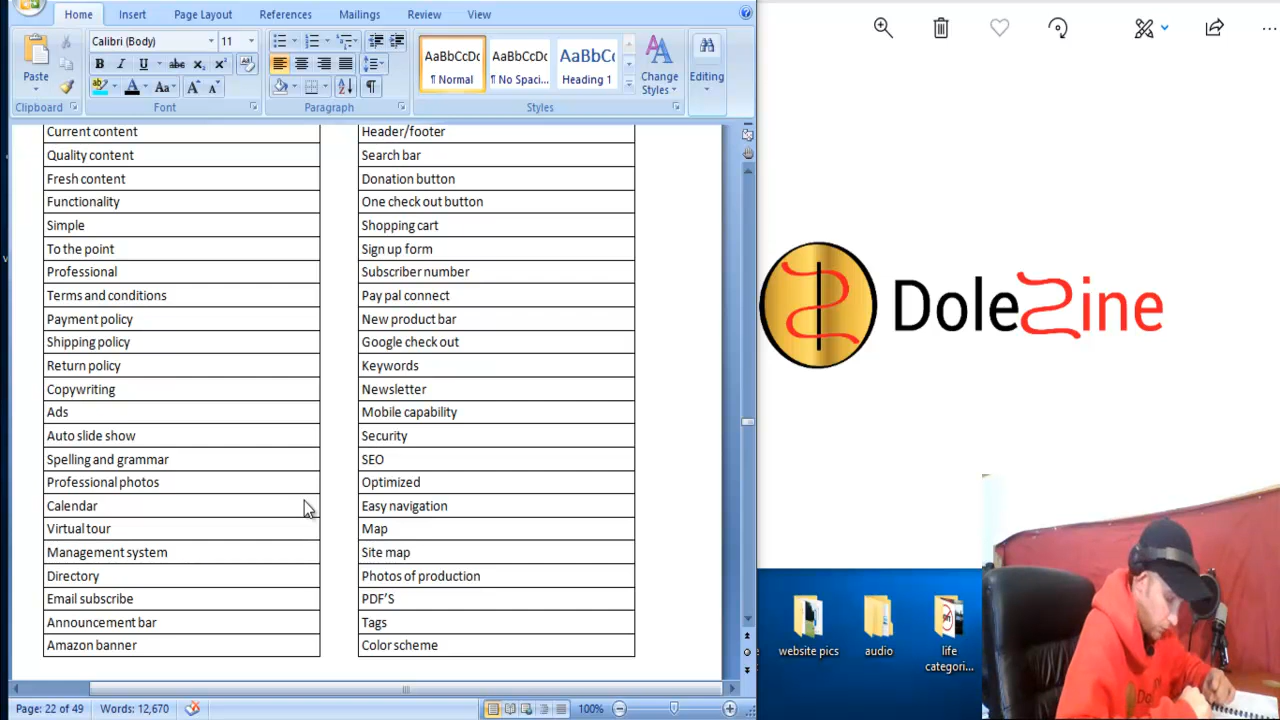 Home
Insert
Page Layout
References
Mailings
Review
View
Calibri (Body)
11
Paste
Clipboard
Font
Paragraph
AaBbCcDc
AaBbCcDc
AaBbC
¶ Normal
¶ No Spaci...
Heading 1
Styles
Change
Styles
Editing
Current content
Quality content
Fresh content
Functionality
Simple
To the point
Professional
Terms and conditions
Payment policy
Shipping policy
Return policy
Copywriting
Ads
Auto slide show
Spelling and grammar
Professional photos
Calendar
Virtual tour
Management system
Directory
Email subscribe
Announcement bar
Amazon banner
Header/footer
Search bar
Donation button
One check out button
Shopping cart
Sign up form
Subscriber number
Pay pal connect
New product bar
Google check out
Keywords
Newsletter
Mobile capability
Security
SEO
Optimized
Easy navigation
Map
Site map
Photos of production
PDF'S
Tags
Color scheme
Page: 22 of 49
Words: 12,670
100%
DoleZine
website pics
audio
life
categori...